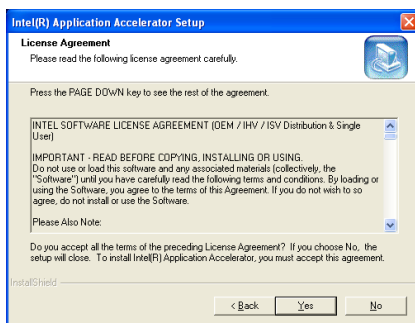 Intel(R) Application Accelerator Setup
License Agreement
Please read the following license agreement carefully.
Press the PAGE DOWN key to see the rest of the agreement.
INTEL SOFTWARE LICENSE AGREEMENT (OEM / IHV / ISV Distribution & Single
User)
IMPORTANT - READ BEFORE COPYING, INSTALLING OR USING.
Do not use or load this software and any associated materials (collectively, the
"Software") until you have carefully read the following terms and conditions. By loading or
using the Software, you agree to the terms of this Agreement. If you do not wish to so
agree, do not install or use the Software.
Please Also Note:
Do you accept all the terms of the preceding License Agreement? If you choose No, the
setup will close. To install Intel(R) Application Accelerator, you must accept this agreement.
InstallShield
< Back Yes No